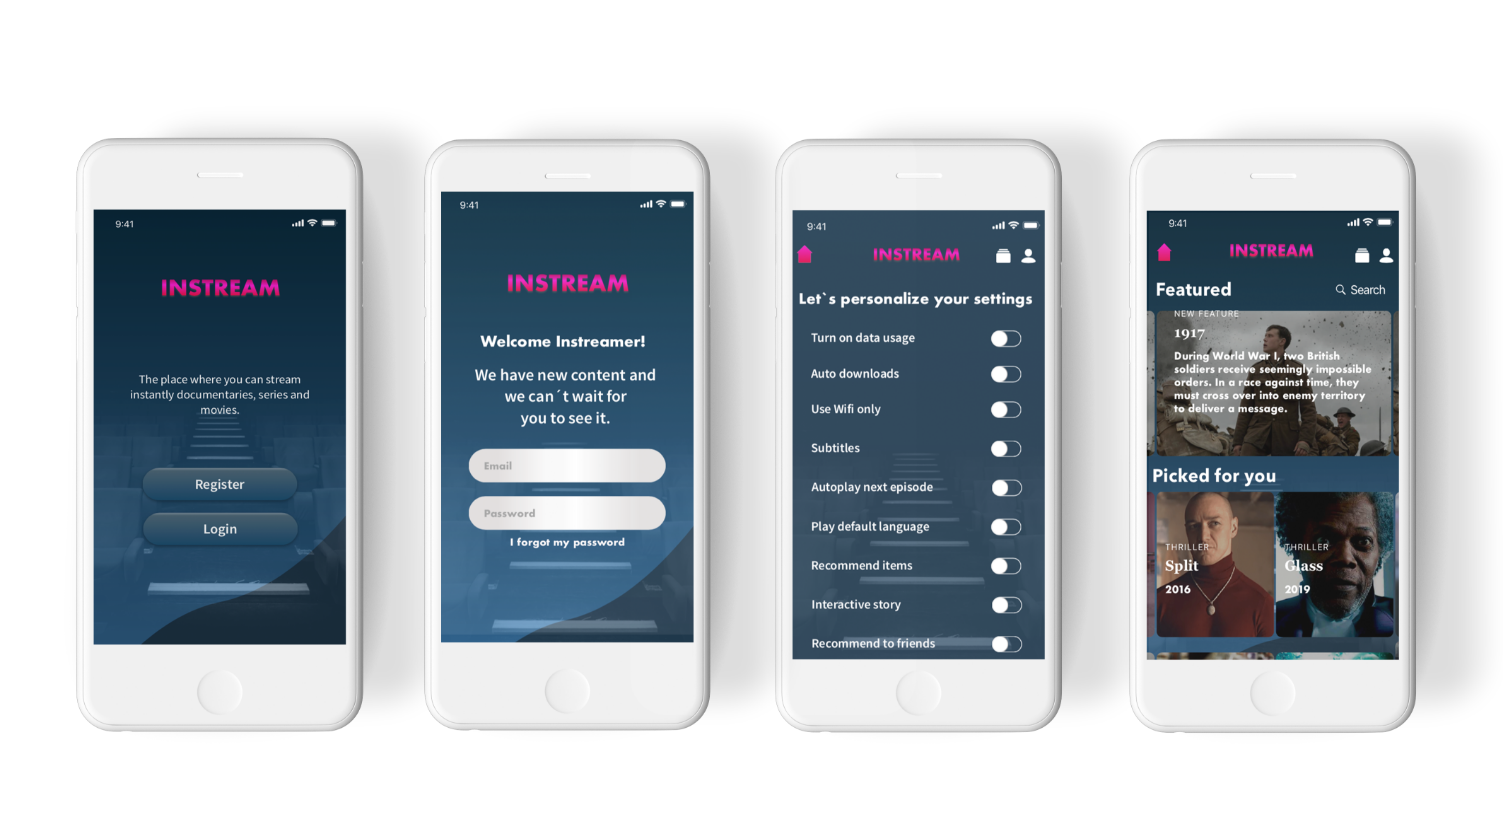 9:41
INSTREAM
The place where you can stream
instantly documentaries, series and
movies.
Register
Login
9:41
INSTREAM
Welcome Instreamer!
We have new content and
we can´t wait for
you to see it.
Email
Password
I forgot my password
9:41
INSTREAM
Let`s personalize your settings
Turn on data usage
Auto downloads
Use Wifi only
Subtitles
Autoplay next episode
Play default language
Recommend items
Interactive story
Recommend to friends
9:41
INSTREAM
Featured
Search
NEW FEATURE
1917
During World War I, two British
soldiers receive seemingly impossible
orders. In a race against time, they
must cross over into enemy territory
to deliver a message.
Picked for you
THRILLER
Split
2016
THRILLER
Glass
2019